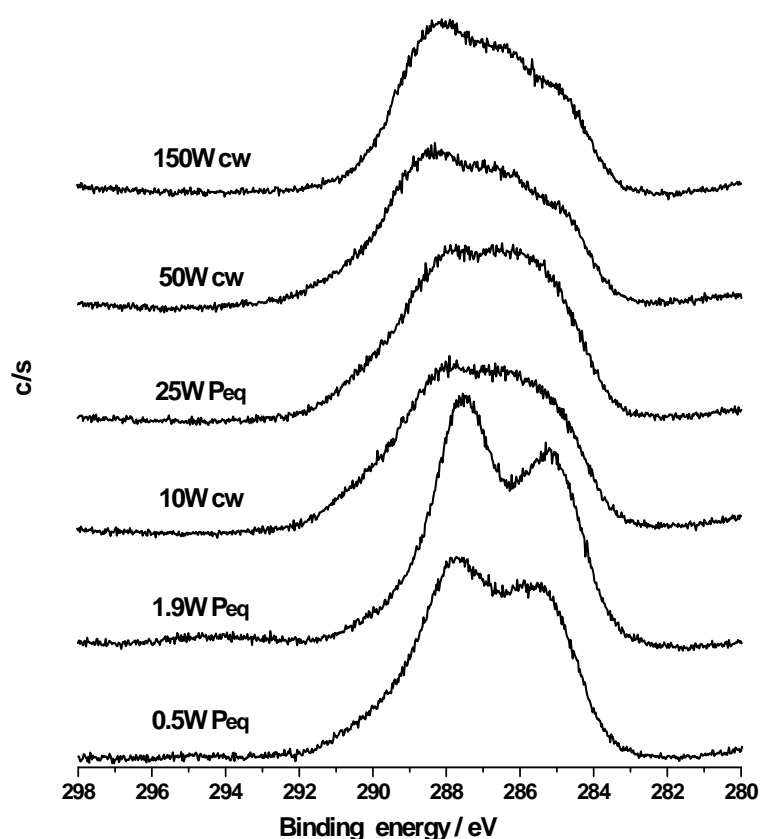 150W cw
50W cw
25W Peq
10W cw
1.9W Peq
0.5W Peq
c/s
298 296 294 292 290 288 286 284 282 280
Binding energy / eV